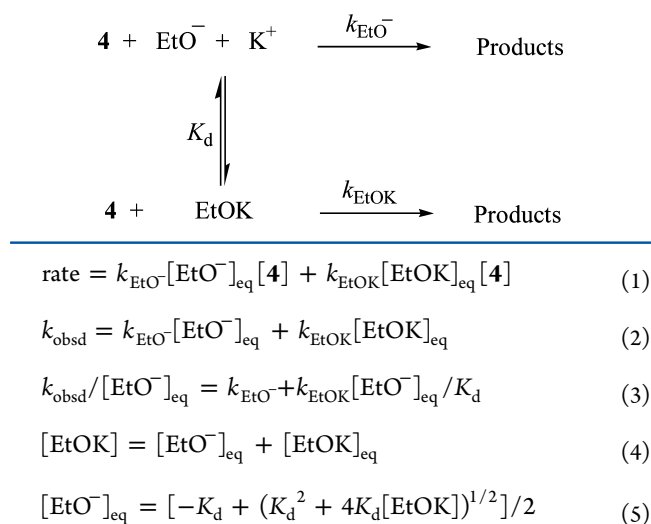 k_EtO⁻
4 + EtO⁻ + K⁺ Products
K_d
k_EtOK
4 + EtOK Products
rate = k_EtO⁻[EtO⁻]_eq[4] + k_EtOK[EtOK]_eq[4] (1)
k_obsd = k_EtO⁻[EtO⁻]_eq + k_EtOK[EtOK]_eq (2)
k_obsd/[EtO⁻]_eq = k_EtO⁻+k_EtOK[EtO⁻]_eq/K_d (3)
[EtOK] = [EtO⁻]_eq + [EtOK]_eq (4)
[EtO⁻]_eq = [−K_d + (K_d² + 4K_d[EtOK])^1/2]/2 (5)